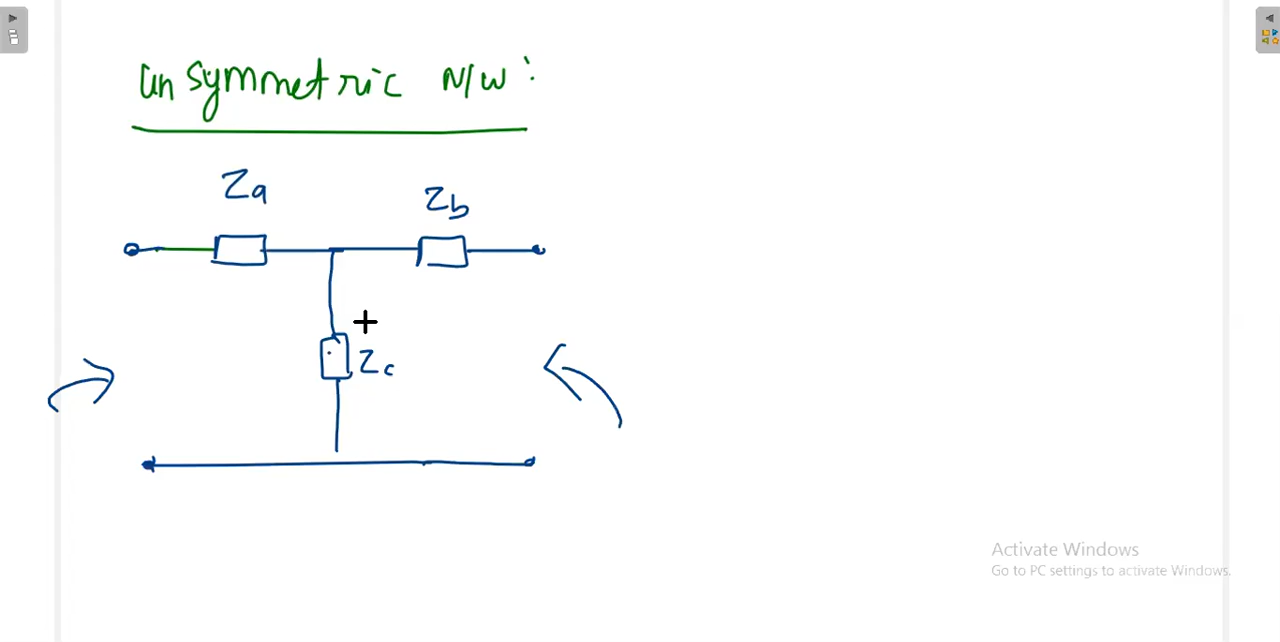 Unsymmetric N/W :
Za
Zb
Zc
Activate Windows
Go to PC settings to activate Windows.